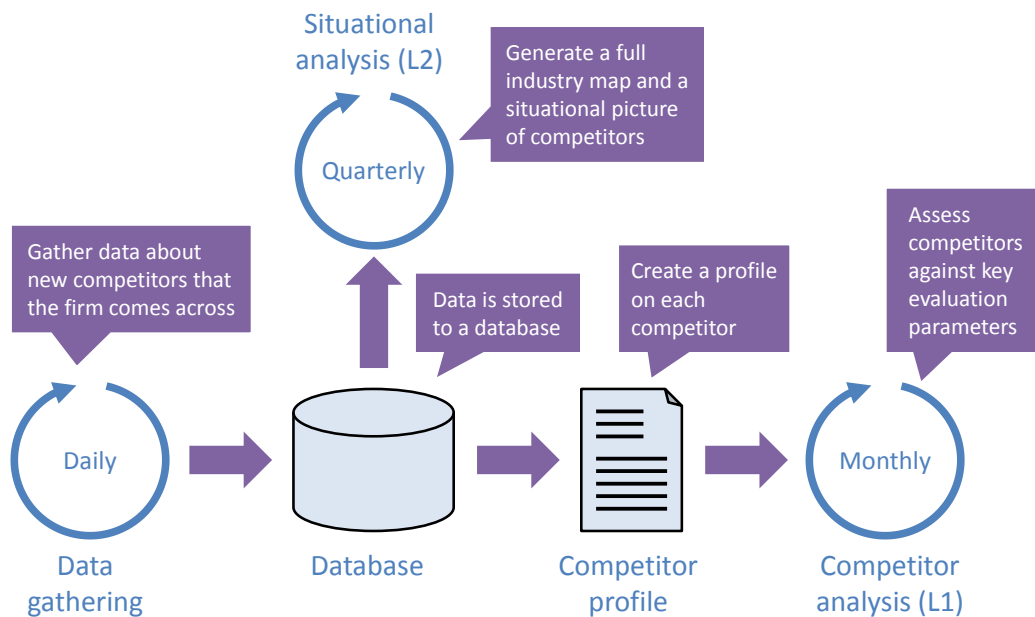 Situational
analysis (L2)
Generate a full
industry map and a
situational picture
of competitors
Quarterly
Gather data about
new competitors that
the firm comes across
Data is stored
to a database
Create a profile
on each
competitor
Assess
competitors
against key
evaluation
parameters
Daily
Monthly
Data
gathering
Database
Competitor
profile
Competitor
analysis (L1)